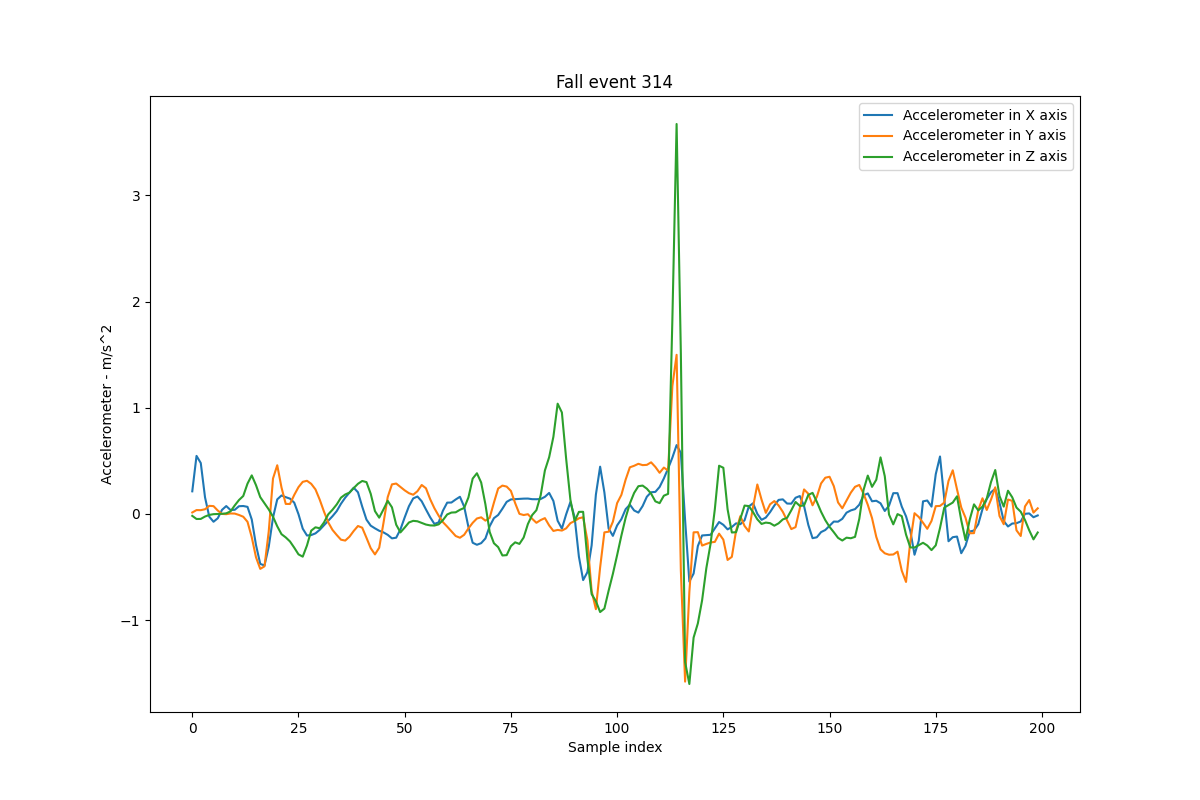 Fall event 314
Accelerometer in X axis
Accelerometer in Y axis
Accelerometer in Z axis
Accelerometer - m/s^2
3
2
1
0
−1
0 25 50 75 100 125 150 175 200
Sample index